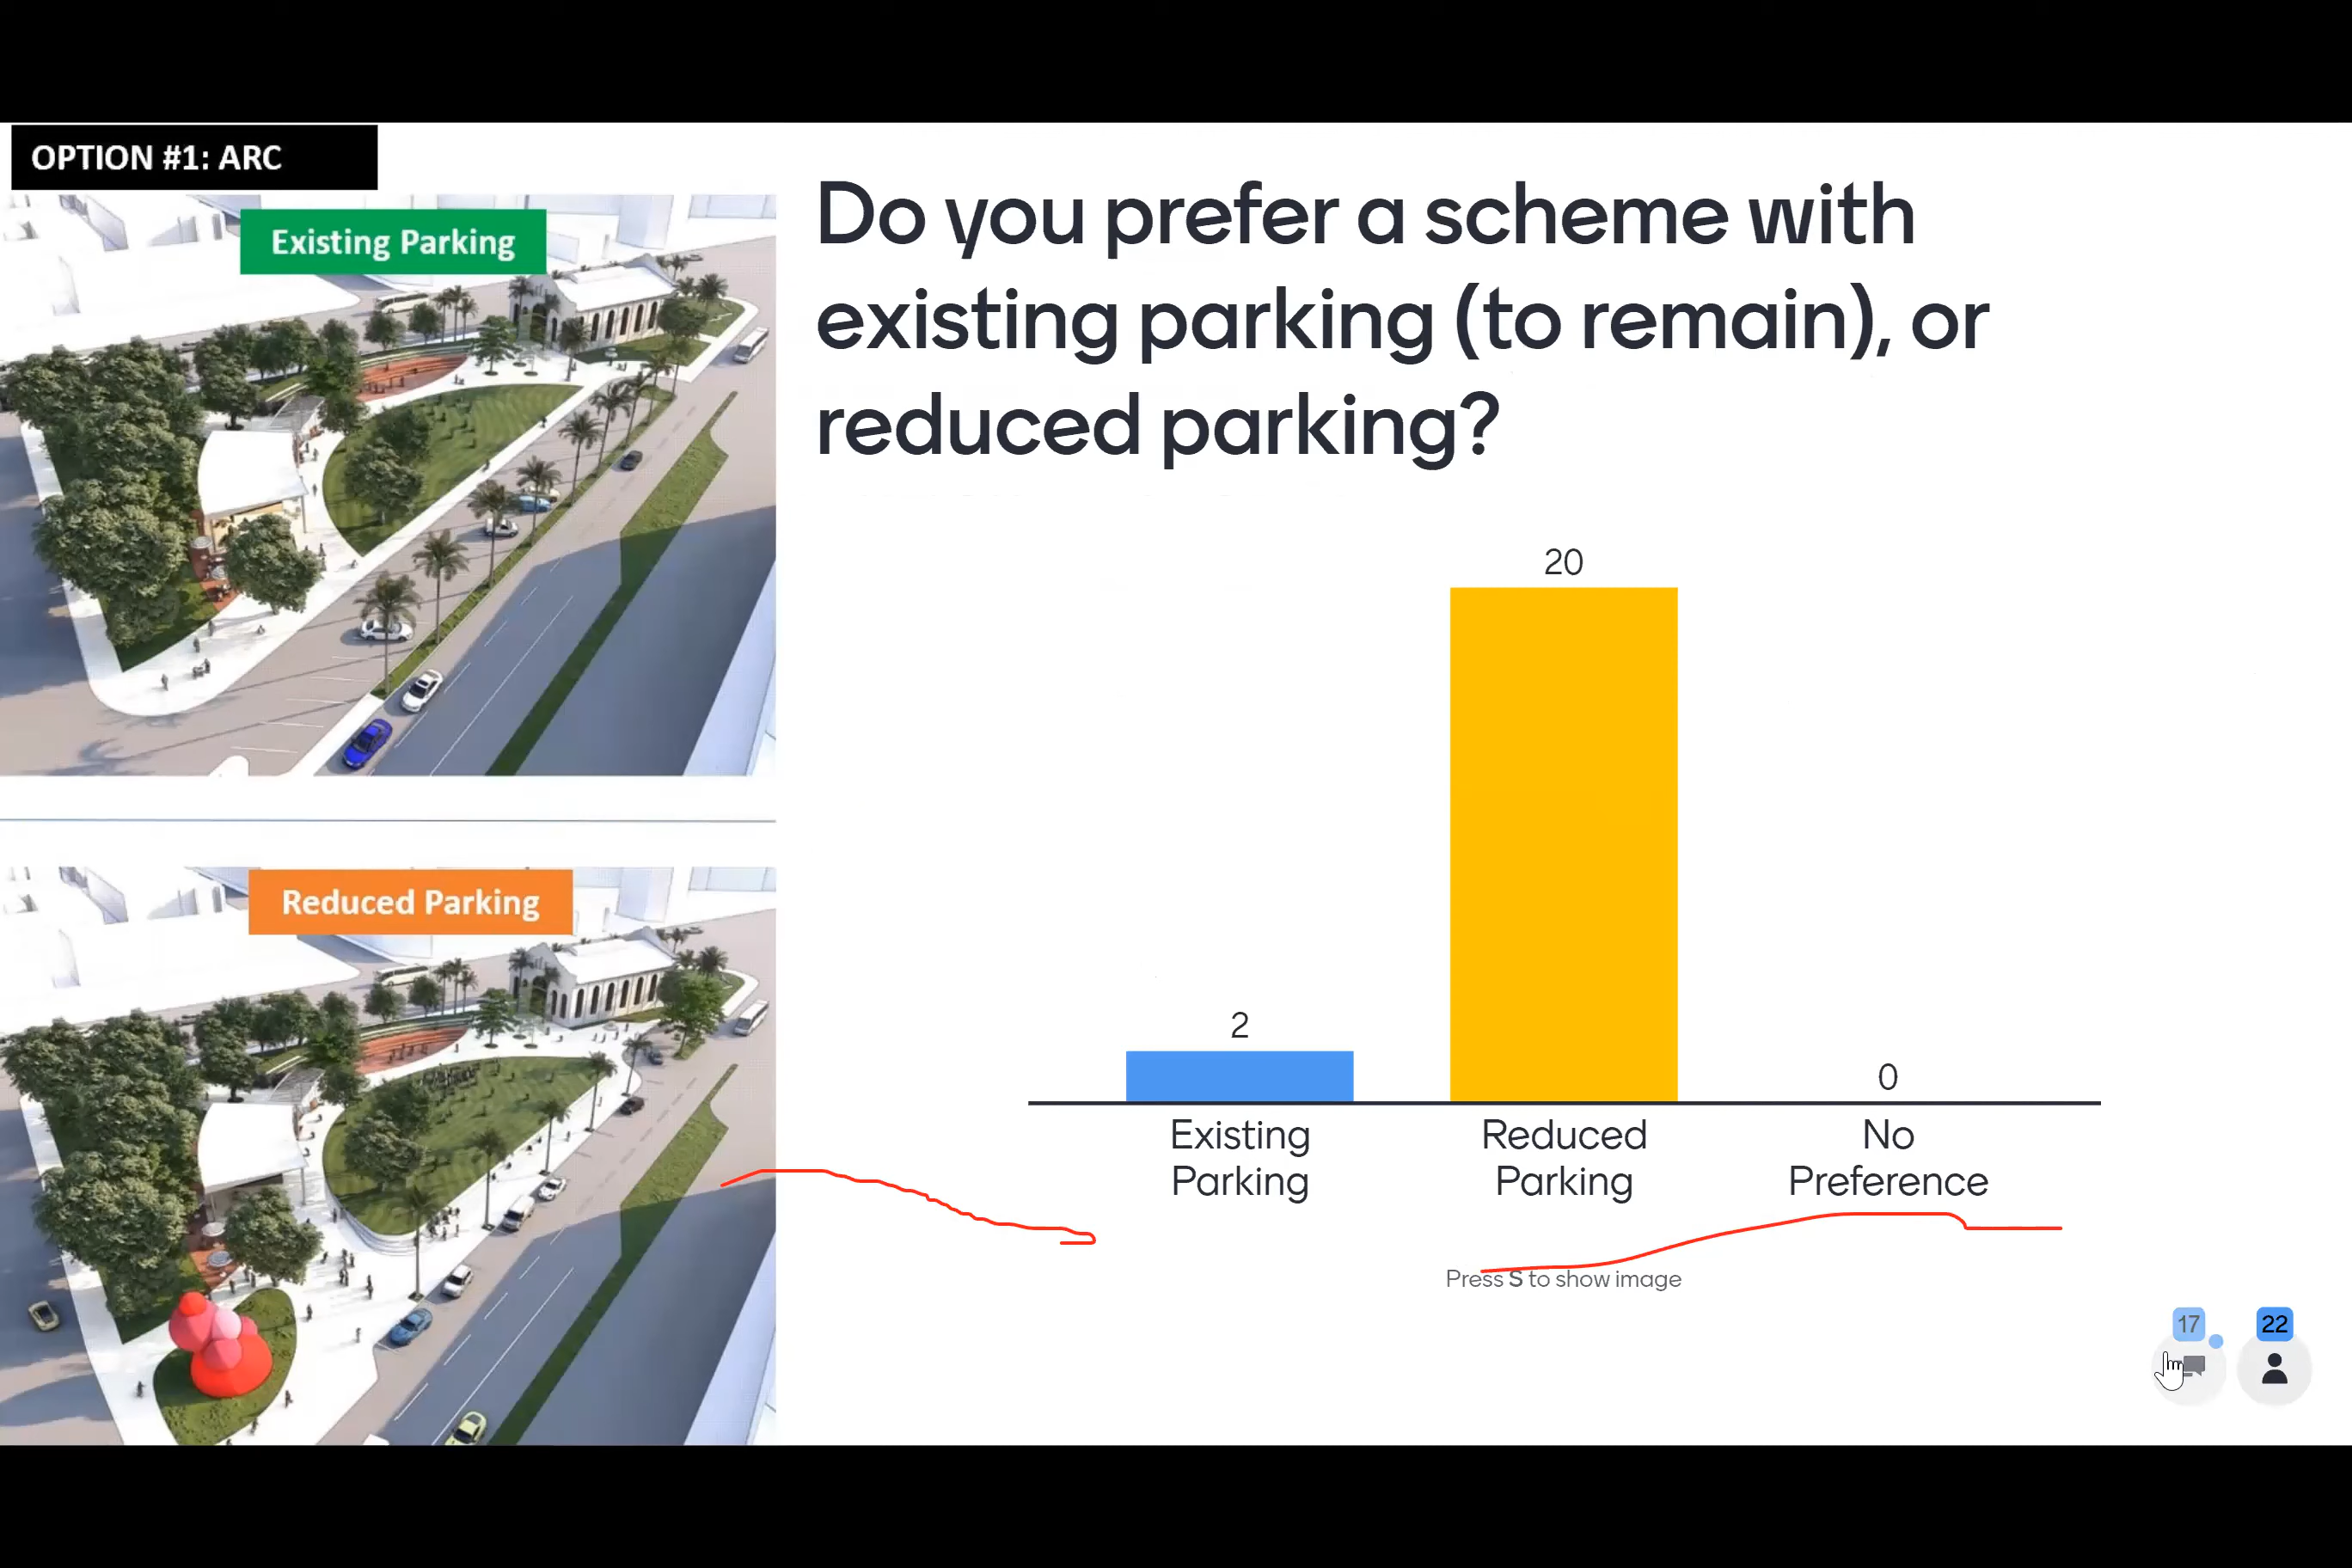 OPTION #1: ARC
Existing Parking
Reduced Parking
Do you prefer a scheme with
existing parking (to remain), or
reduced parking?
20
2
0
Existing
Parking
Reduced
Parking
No
Preference
Press S to show image
17
22